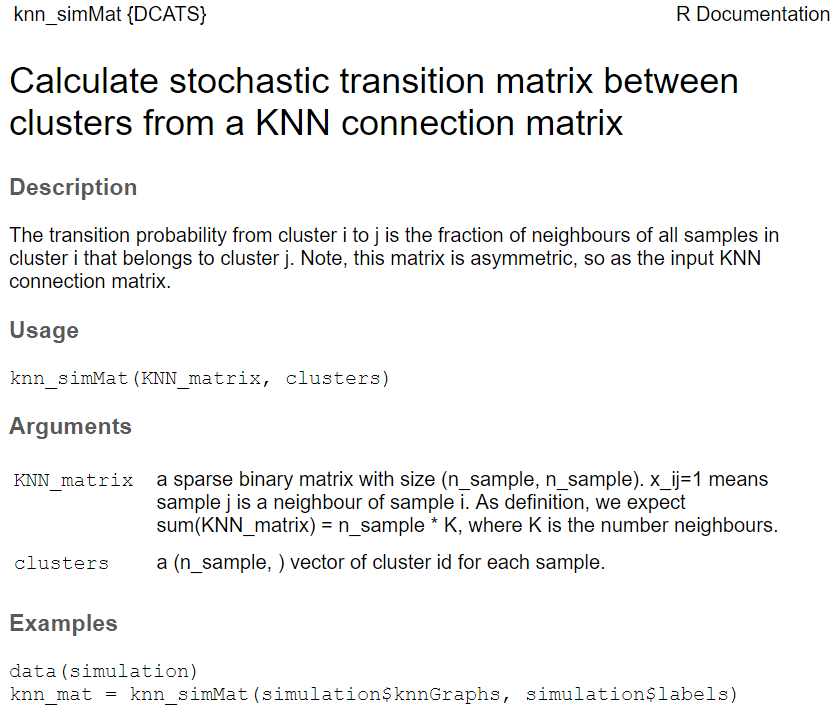 knn_simMat {DCATS} R Documentation
Calculate stochastic transition matrix between
clusters from a KNN connection matrix
Description
The transition probability from cluster i to j is the fraction of neighbours of all samples in
cluster i that belongs to cluster j. Note, this matrix is asymmetric, so as the input KNN
connection matrix.
Usage
knn_simMat(KNN_matrix, clusters)
Arguments
KNN_matrix a sparse binary matrix with size (n_sample, n_sample). x_ij=1 means
sample j is a neighbour of sample i. As definition, we expect
sum(KNN_matrix) = n_sample * K, where K is the number neighbours.
clusters a (n_sample, ) vector of cluster id for each sample.
Examples
data(simulation)
knn_mat = knn_simMat(simulation$knnGraphs, simulation$labels)